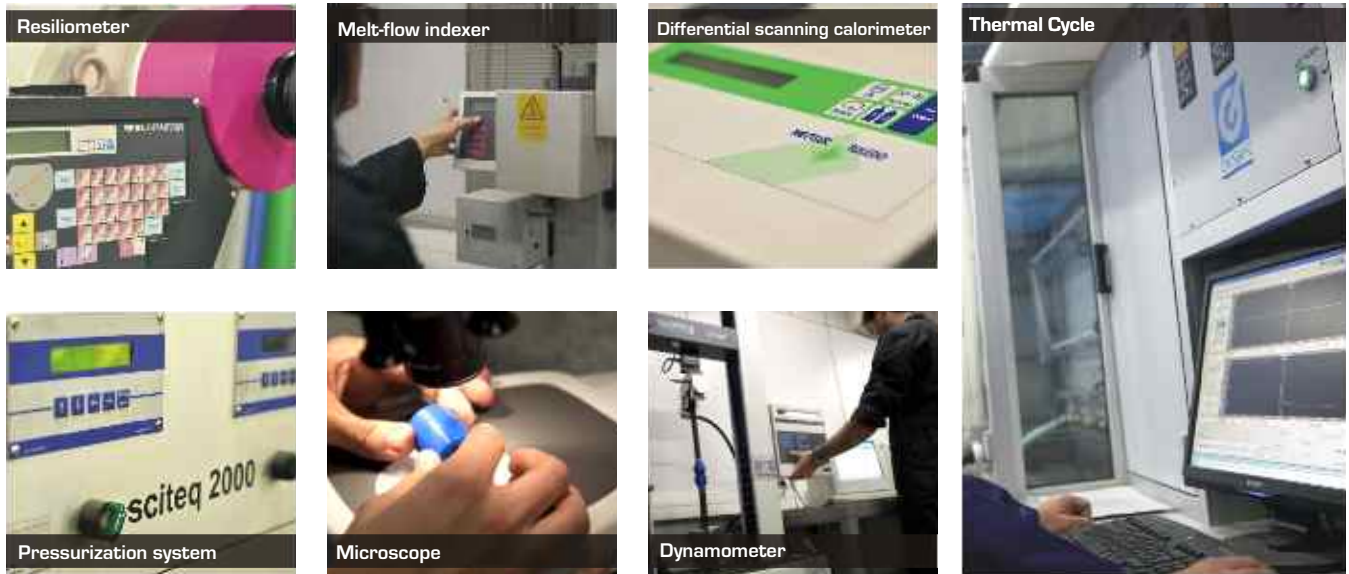 Resiliometer
Melt-flow indexer
Differential scanning calorimeter
Thermal Cycle
sciteq 2000
Pressurization system
Microscope
Dynamometer